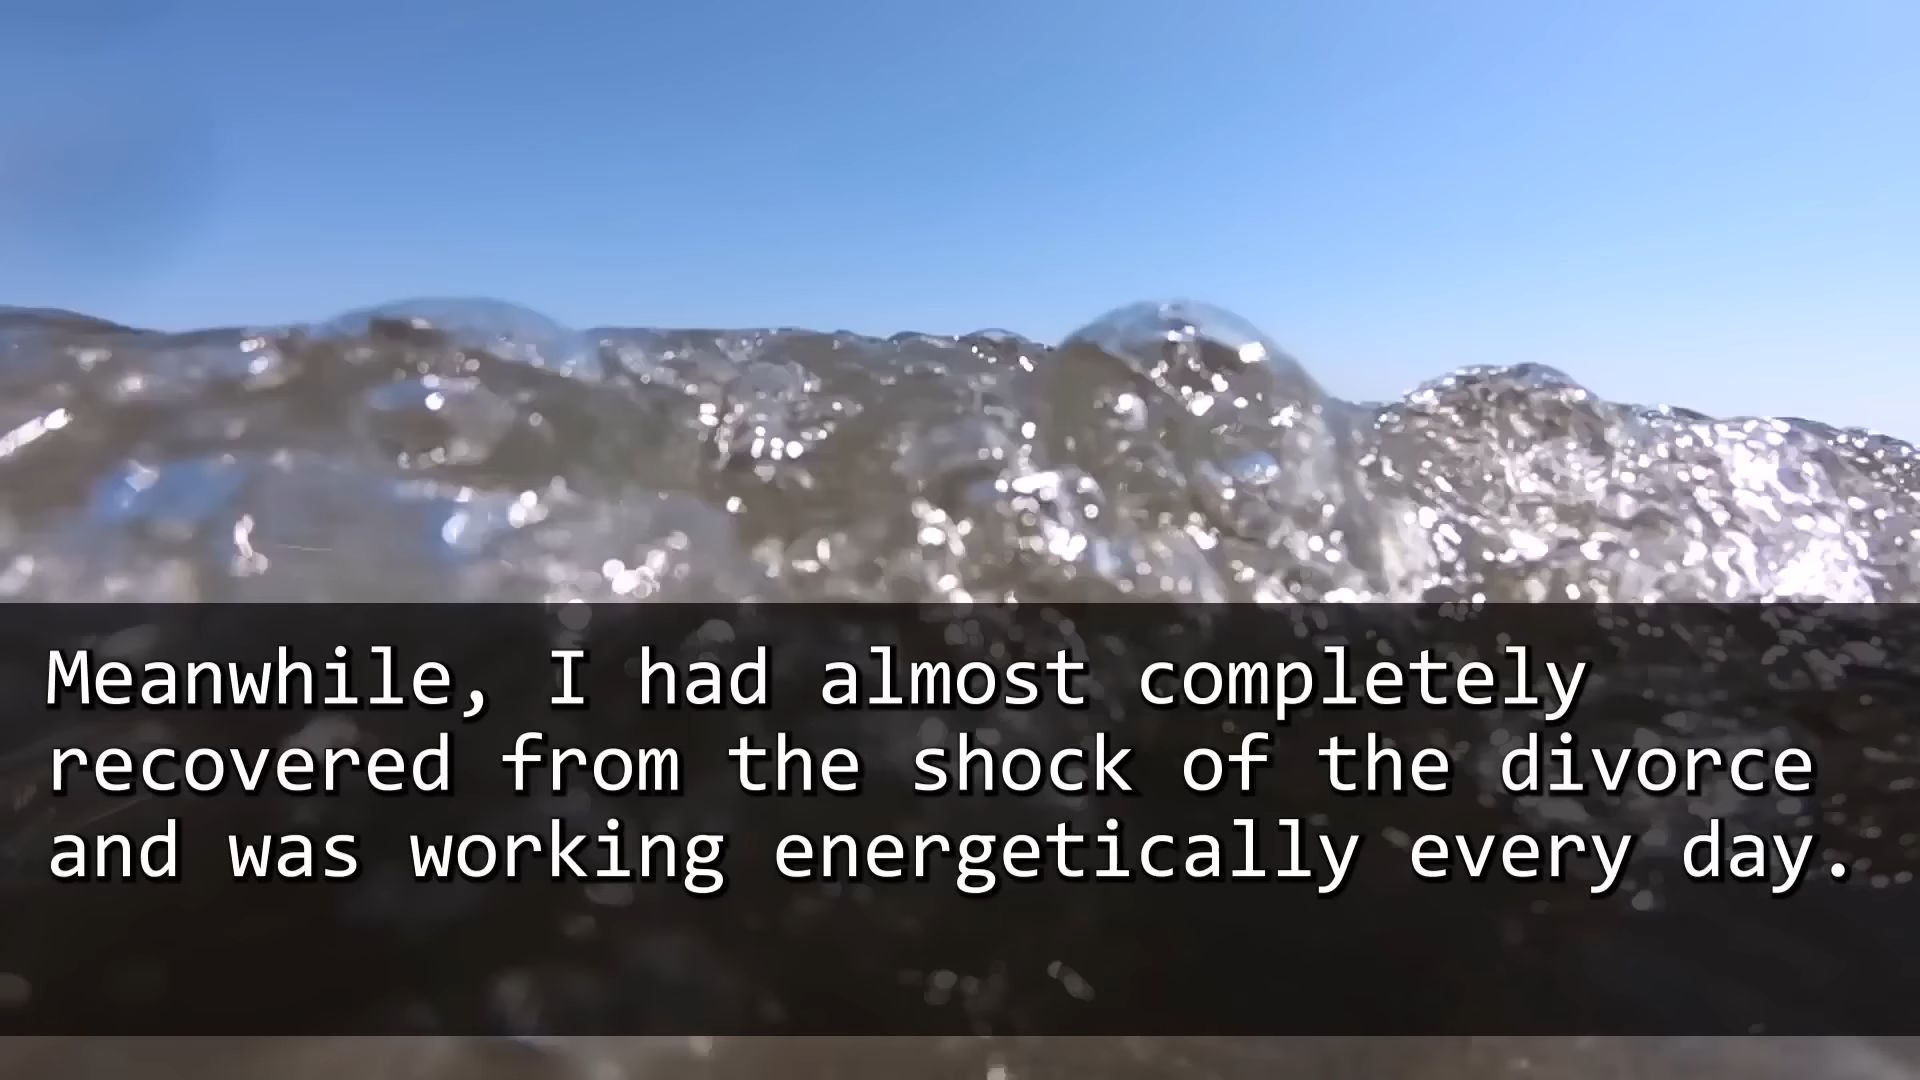 Meanwhile, I had almost completely
recovered from the shock of the divorce
and was working energetically every day.